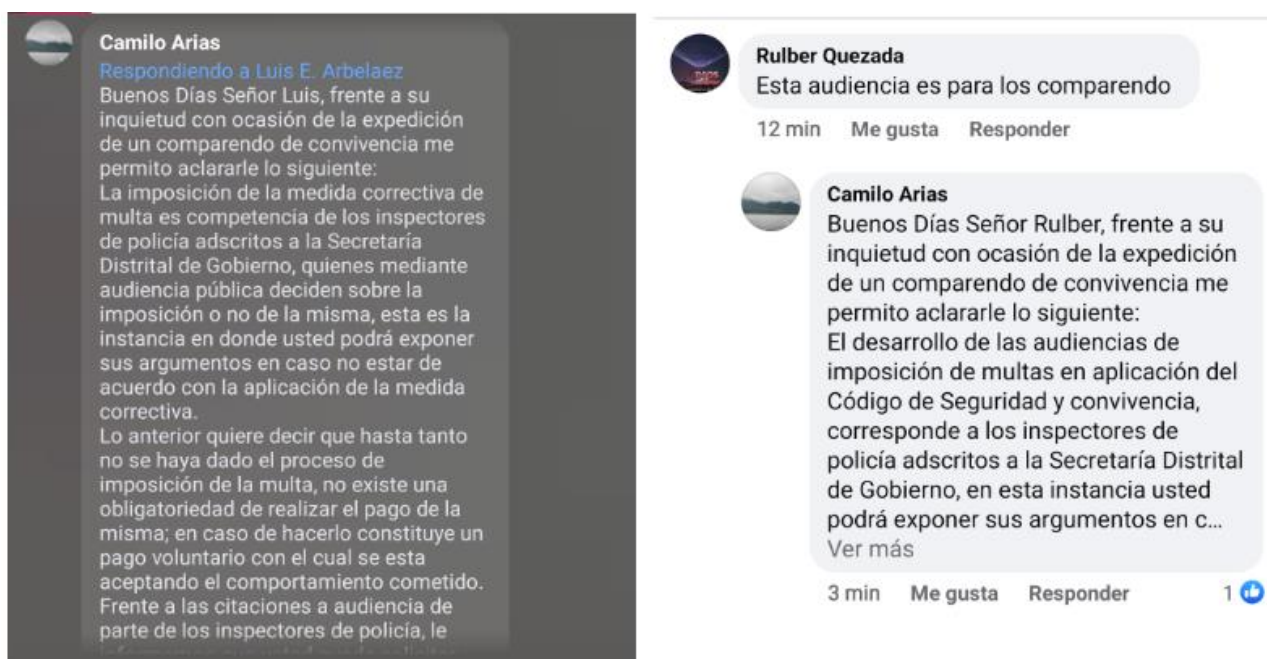 Camilo Arias
Respondiendo a Luis E. Arbelaez
Buenos Días Señor Luis, frente a su
inquietud con ocasión de la expedición
de un comparendo de convivencia me
permito aclararle lo siguiente:
La imposición de la medida correctiva de
multa es competencia de los inspectores
de policía adscritos a la Secretaría
Distrital de Gobierno, quienes mediante
audiencia pública deciden sobre la
imposición o no de la misma, esta es la
instancia en donde usted podrá exponer
sus argumentos en caso no estar de
acuerdo con la aplicación de la medida
correctiva.
Lo anterior quiere decir que hasta tanto
no se haya dado el proceso de
imposición de la multa, no existe una
obligatoriedad de realizar el pago de la
misma; en caso de hacerlo constituye un
pago voluntario con el cual se esta
aceptando el comportamiento cometido.
Frente a las citaciones a audiencia de
parte de los inspectores de policía, le
Rulber Quezada
Esta audiencia es para los comparendo
12 min Me gusta Responder
Camilo Arias
Buenos Días Señor Rulber, frente a su
inquietud con ocasión de la expedición
de un comparendo de convivencia me
permito aclararle lo siguiente:
El desarrollo de las audiencias de
imposición de multas en aplicación del
Código de Seguridad y convivencia,
corresponde a los inspectores de
policía adscritos a la Secretaría Distrital
de Gobierno, en esta instancia usted
podrá exponer sus argumentos en c...
Ver más
3 min Me gusta Responder 1